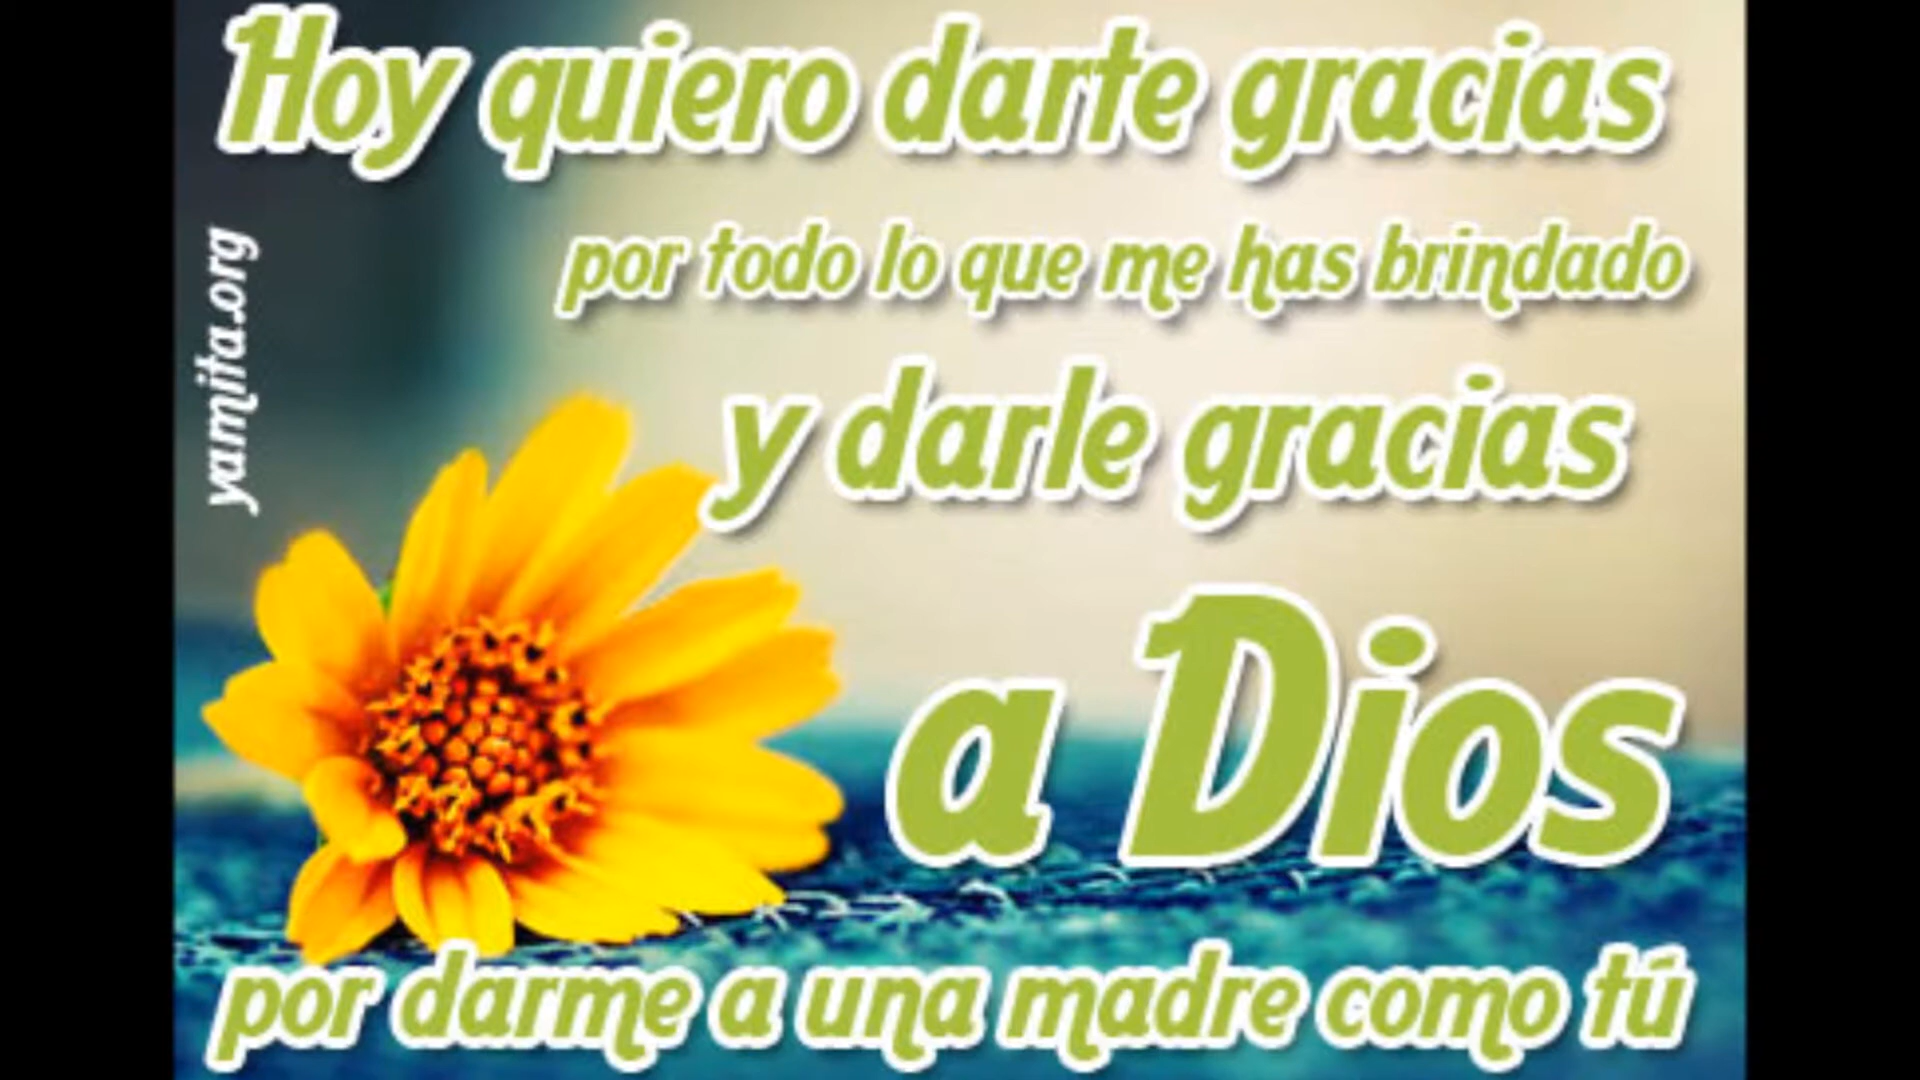 Hoy quiero darte gracias
por todo lo que me has brindado
y darle gracias
a Dios
por darme a una madre como tú
yamita.org